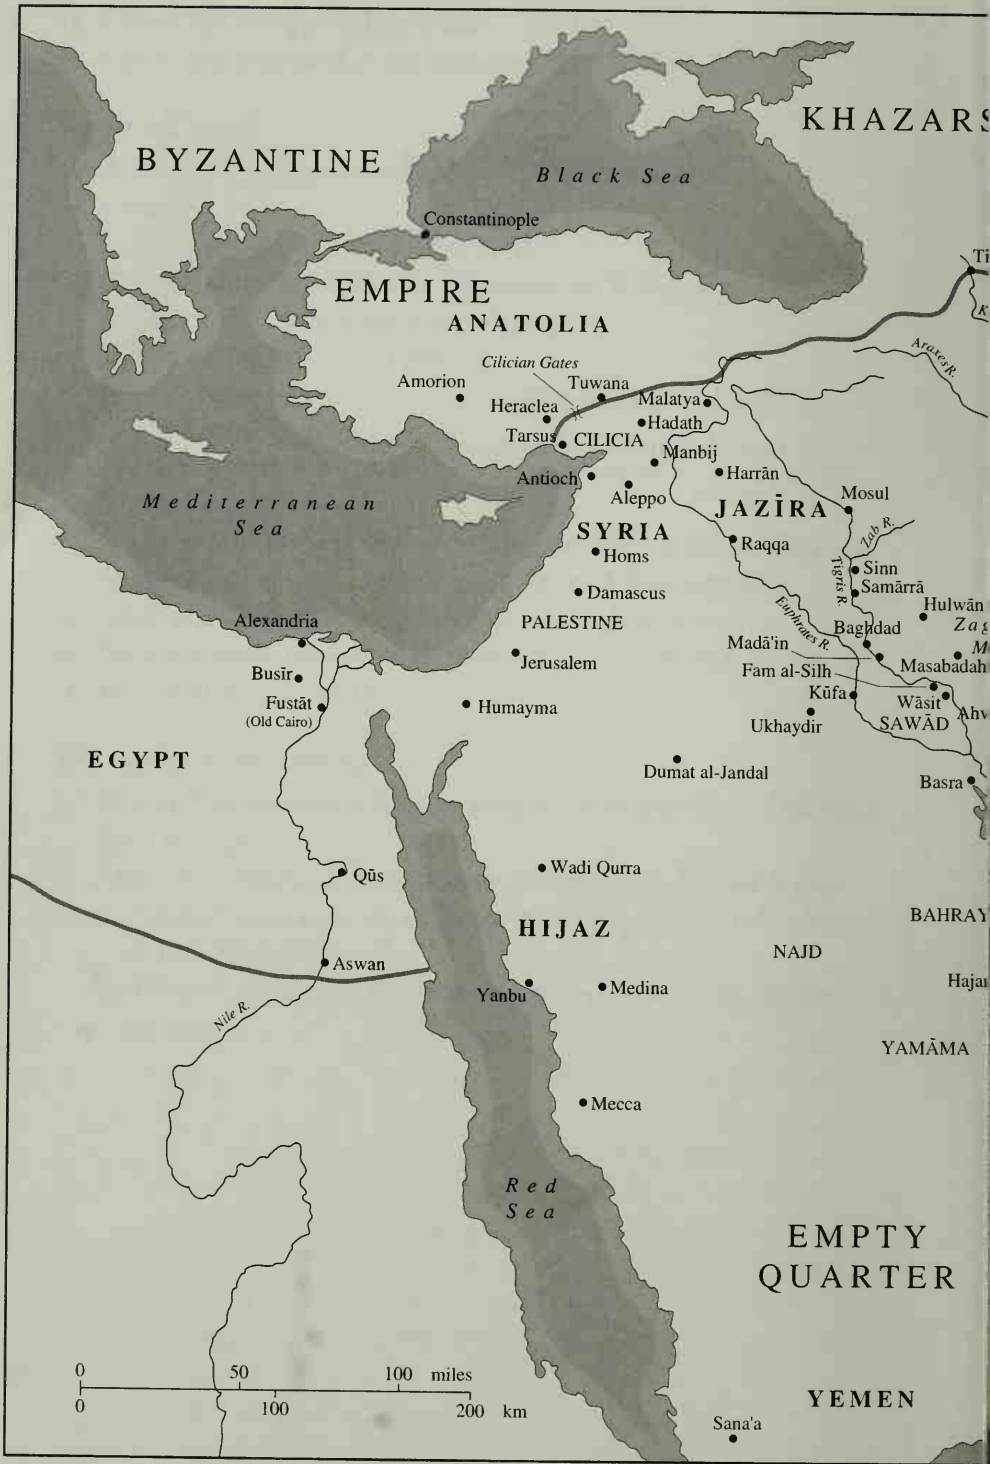 KHAZARS
BYZANTINE
Black Sea
Constantinople
Ti
EMPIRE
K
ANATOLIA
Araxes R.
Cilician Gates
Amorion
Tuwana
Malatya
Heraclea
Hadath
Tarsus
CILICIA
Manbij
Antioch
Harrān
Aleppo
Mediterranean
Sea
JAZĪRA
Mosul
SYRIA
Zab R.
Raqqa
Homs
Tigris R.
Sinn
Samārrā
Damascus
Euphrates R.
Hulwān
Alexandria
PALESTINE
Baghdad
Zag
Madā'in
M
Jerusalem
Masabadah
Busīr
Fam al-Silh
Fustāt
(Old Cairo)
Humayma
Kūfa
Wāsit
Ahw
Ukhaydir
SAWĀD
EGYPT
Dumat al-Jandal
Basra
Qūs
Wadi Qurra
HIJAZ
BAHRAY
NAJD
Aswan
Yanbu
Medina
Hajar
Nile R.
YAMĀMA
Mecca
Red
Sea
EMPTY
QUARTER
0 50 100 miles
0 100 200 km
YEMEN
Sana'a